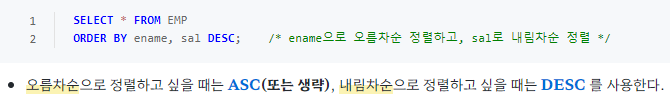 1 SELECT * FROM EMP
2 ORDER BY ename, sal DESC; /* ename으로 오름차순 정렬하고, sal로 내림차순 정렬 */
• 오름차순으로 정렬하고 싶을 때는 ASC(또는 생략), 내림차순으로 정렬하고 싶을 때는 DESC 를 사용한다.